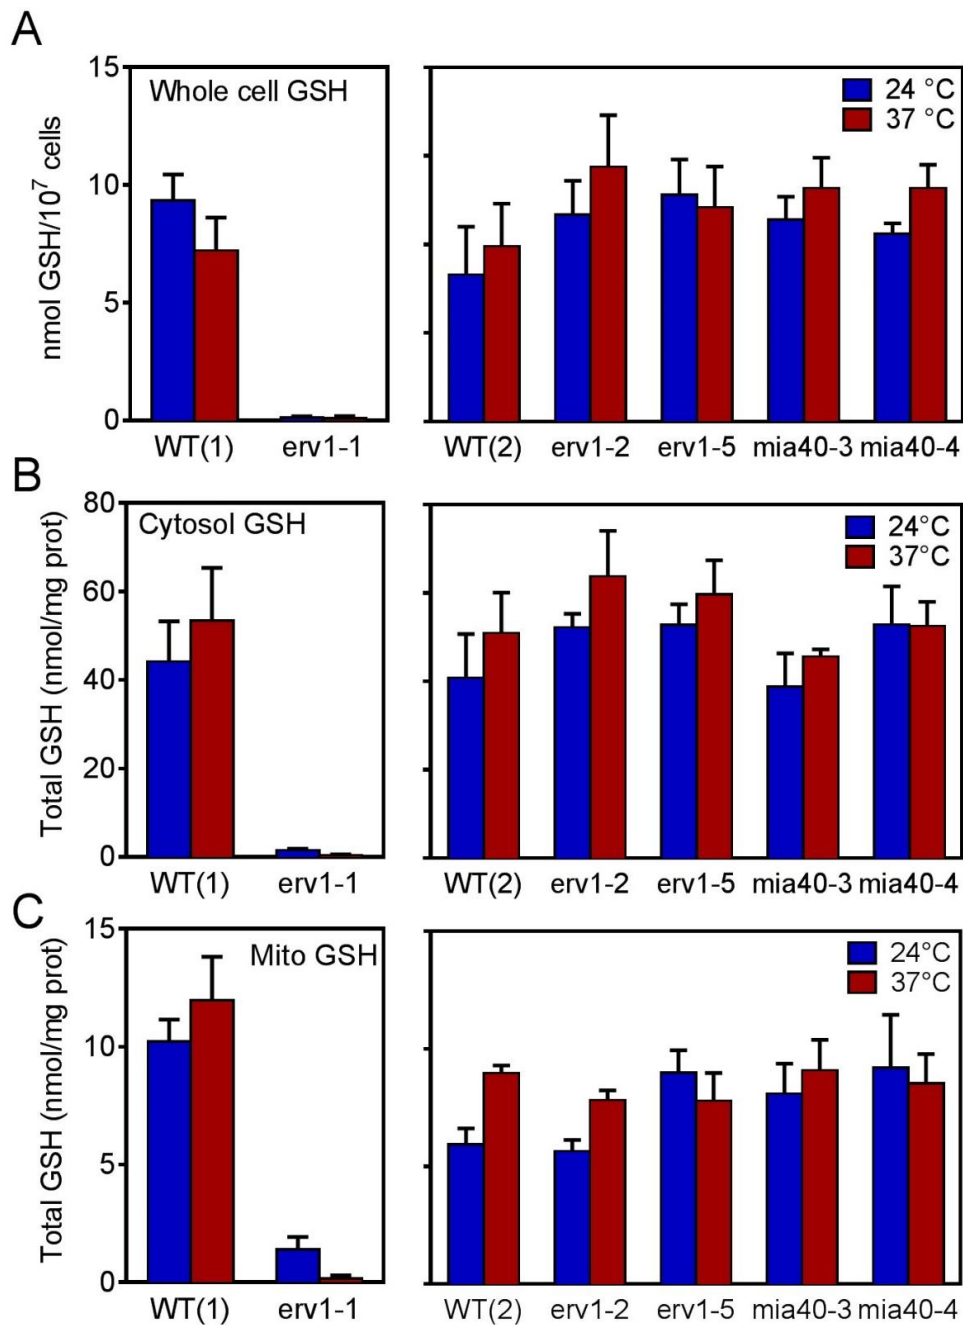 A
nmol GSH/10⁷ cells
15
10
5
0
Whole cell GSH
WT(1) erv1-1
24 °C
37 °C
WT(2) erv1-2 erv1-5 mia40-3 mia40-4
B
Total GSH (nmol/mg prot)
80
60
40
20
0
Cytosol GSH
WT(1) erv1-1
24°C
37°C
WT(2) erv1-2 erv1-5 mia40-3 mia40-4
C
Total GSH (nmol/mg prot)
15
10
5
0
Mito GSH
WT(1) erv1-1
24°C
37°C
WT(2) erv1-2 erv1-5 mia40-3 mia40-4